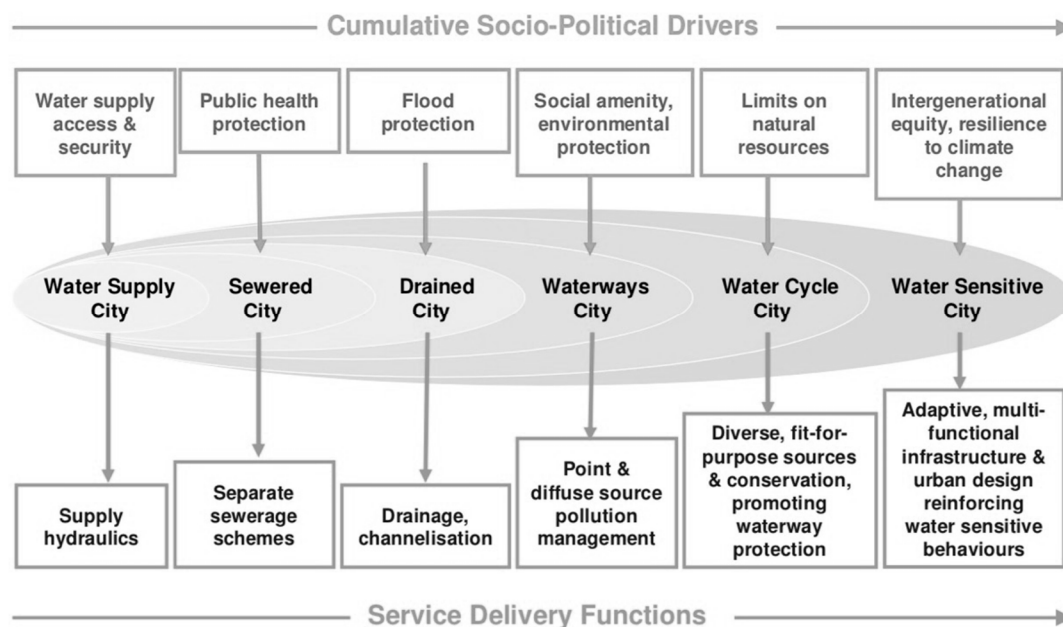 Cumulative Socio-Political Drivers
Water supply
access &
security
Public health
protection
Flood
protection
Social amenity,
environmental
protection
Limits on
natural
resources
Intergenerational
equity, resilience
to climate
change
Water Supply
City
Sewered
City
Drained
City
Waterways
City
Water Cycle
City
Water Sensitive
City
Supply
hydraulics
Separate
sewerage
schemes
Drainage,
channelisation
Point &
diffuse source
pollution
management
Diverse, fit-for-
purpose sources
& conservation,
promoting
waterway
protection
Adaptive, multi-
functional
infrastructure &
urban design
reinforcing
water sensitive
behaviours
Service Delivery Functions